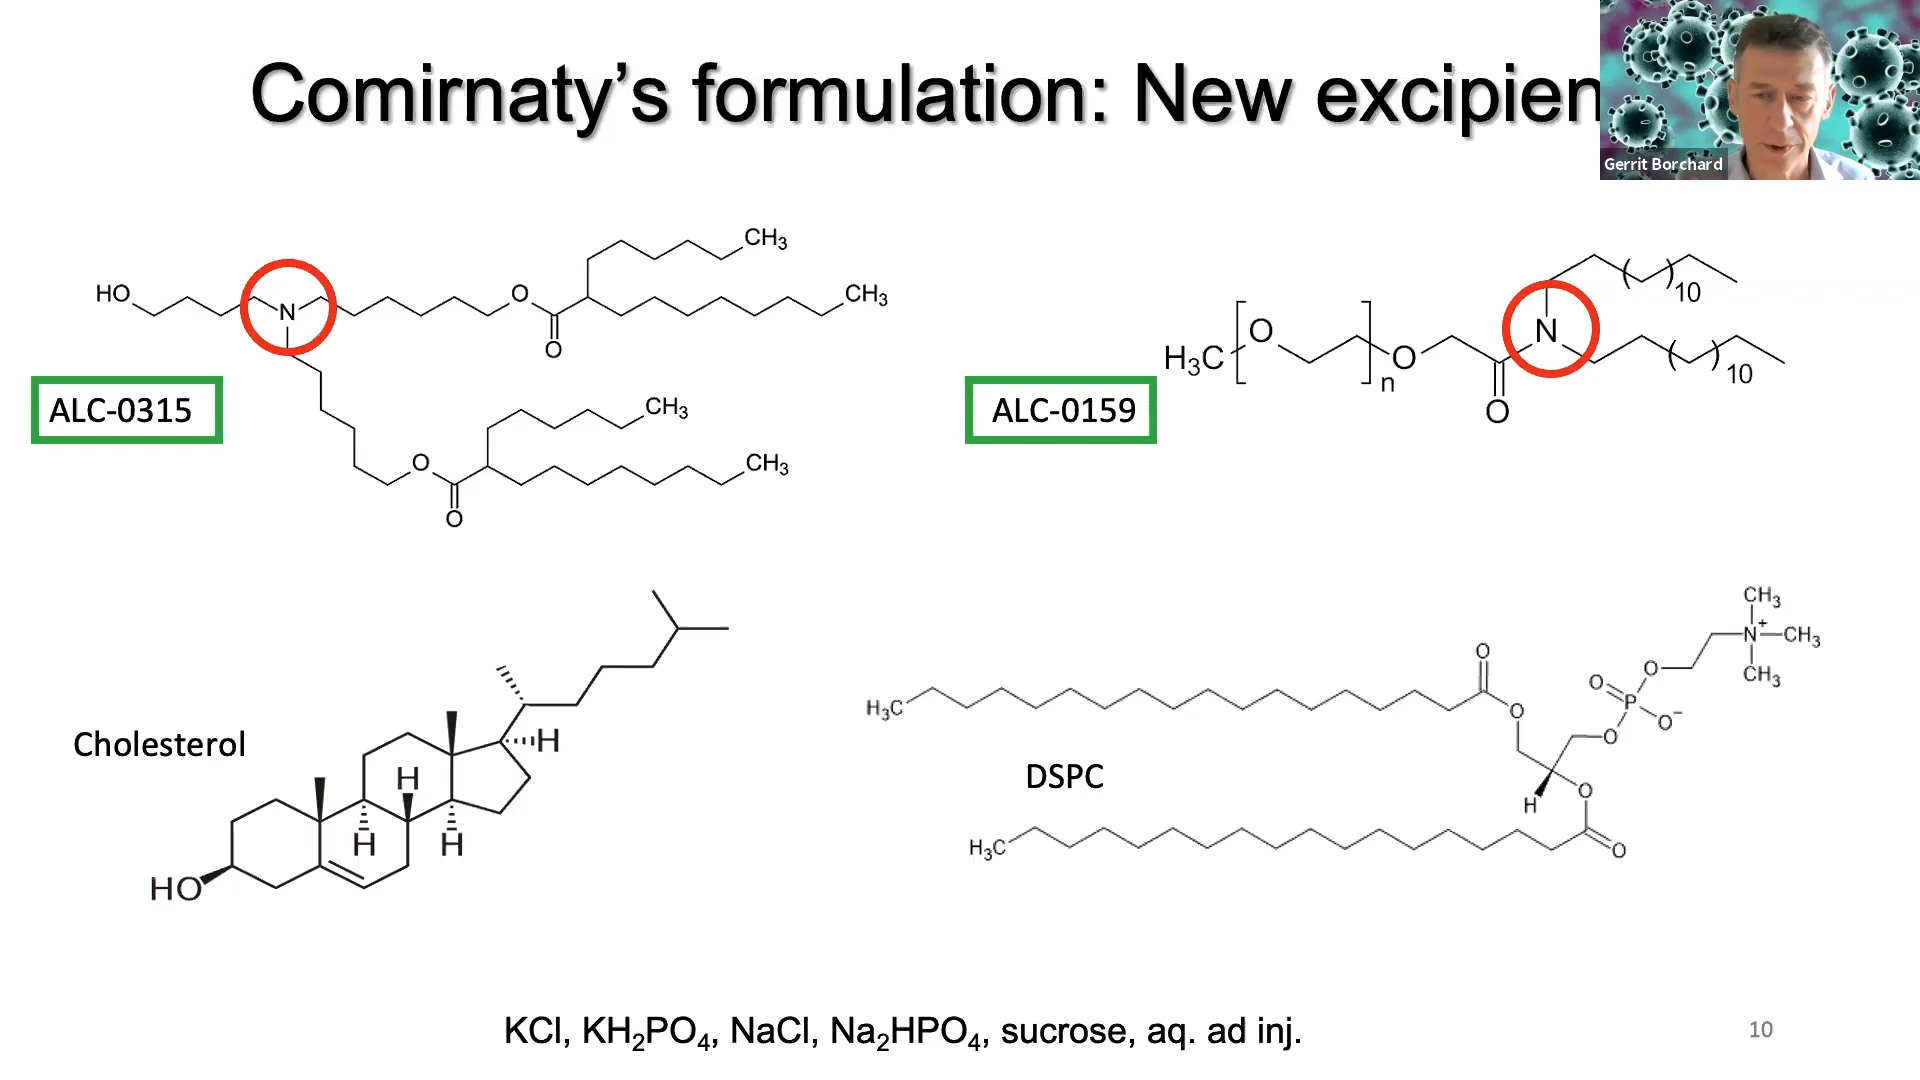 Comirnaty's formulation: New excipien
Gerrit Borchard
CH₃
HO
N
O
CH₃
O
ALC-0315
CH₃
O
CH₃
O
10
N
O
H₃C
O
n
10
O
ALC-0159
Cholesterol
H
H
H
H
HO
CH₃
N⁺
CH₃
CH₃
O
O
O
P
O⁻
H₃C
O
O
DSPC
H
O
H₃C
O
KCl, KH₂PO₄, NaCl, Na₂HPO₄, sucrose, aq. ad inj.
10